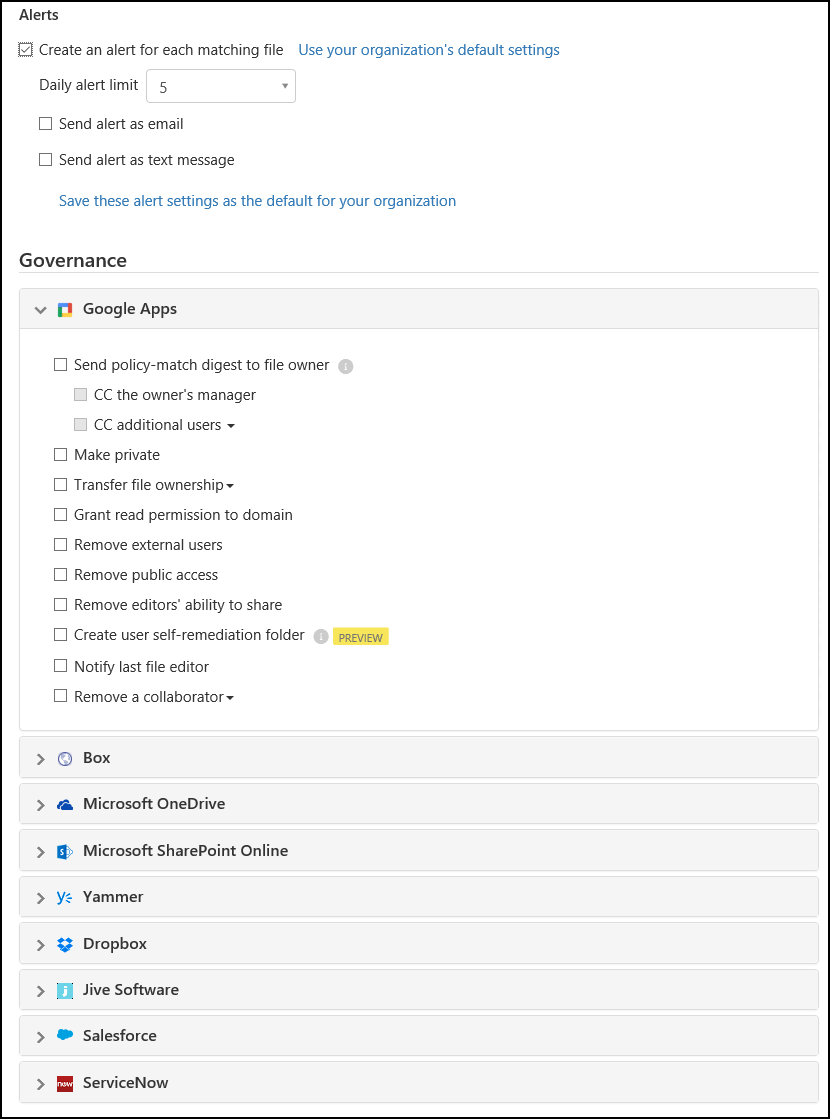 Alerts
Create an alert for each matching file Use your organization's default settings
Daily alert limit 5
Send alert as email
Send alert as text message
Save these alert settings as the default for your organization
Governance
Google Apps
Send policy-match digest to file owner i
CC the owner's manager
CC additional users
Make private
Transfer file ownership
Grant read permission to domain
Remove external users
Remove public access
Remove editors' ability to share
Create user self-remediation folder i PREVIEW
Notify last file editor
Remove a collaborator
Box
Microsoft OneDrive
S Microsoft SharePoint Online
Yammer
Dropbox
j Jive Software
Salesforce
now ServiceNow